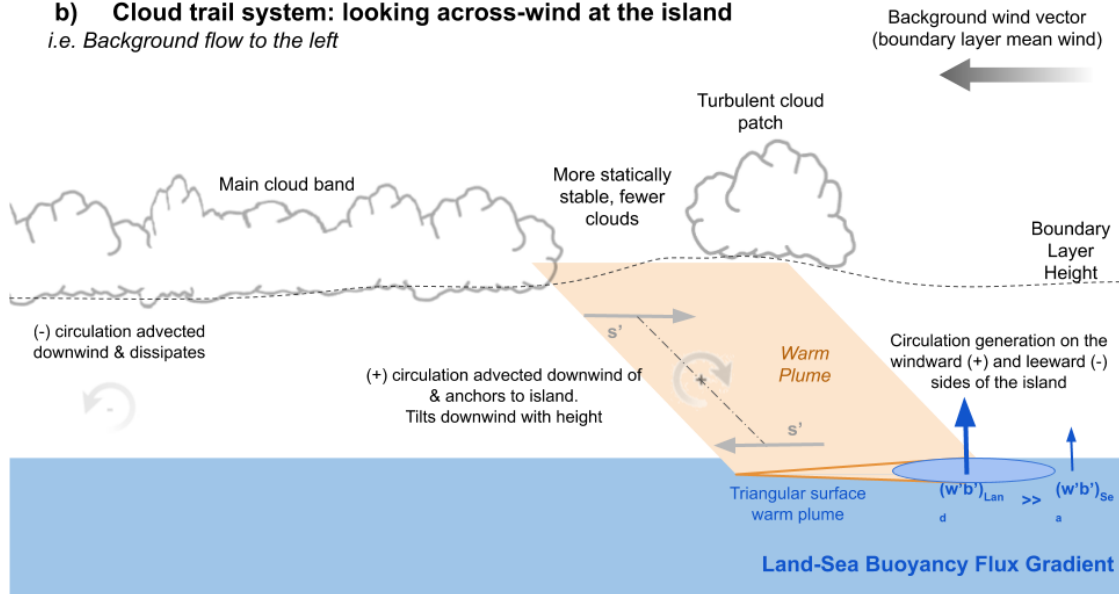 b) Cloud trail system: looking across-wind at the island
i.e. Background flow to the left
Background wind vector
(boundary layer mean wind)
Turbulent cloud
patch
Main cloud band
More statically
stable, fewer
clouds
Boundary
Layer
Height
(-) circulation advected
downwind & dissipates
-
s'
(+) circulation advected downwind of
& anchors to island.
Tilts downwind with height
+
Warm
Plume
s'
Circulation generation on the
windward (+) and leeward (-)
sides of the island
Triangular surface
warm plume
(w'b')Lan
d
>>
(w'b')Se
a
Land-Sea Buoyancy Flux Gradient